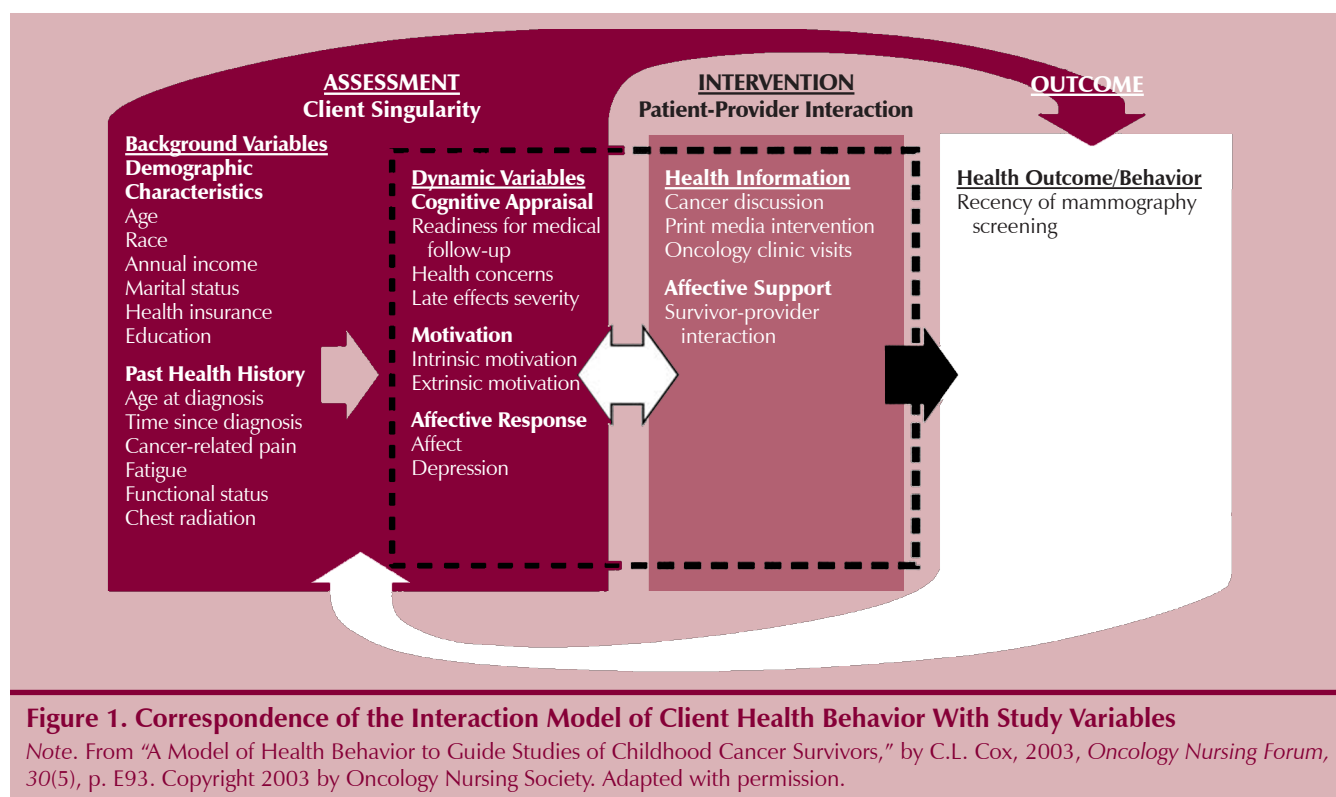 ASSESSMENT
Client Singularity
Background Variables
Demographic
Characteristics
Age
Race
Annual income
Marital status
Health insurance
Education
Past Health History
Age at diagnosis
Time since diagnosis
Cancer-related pain
Fatigue
Functional status
Chest radiation
Dynamic Variables
Cognitive Appraisal
Readiness for medical
follow-up
Health concerns
Late effects severity
Motivation
Intrinsic motivation
Extrinsic motivation
Affective Response
Affect
Depression
INTERVENTION
Patient-Provider Interaction
Health Information
Cancer discussion
Print media intervention
Oncology clinic visits
Affective Support
Survivor-provider
interaction
OUTCOME
Health Outcome/Behavior
Recency of mammography
screening
Figure 1. Correspondence of the Interaction Model of Client Health Behavior With Study Variables
Note. From “A Model of Health Behavior to Guide Studies of Childhood Cancer Survivors,” by C.L. Cox, 2003, Oncology Nursing Forum,
30(5), p. E93. Copyright 2003 by Oncology Nursing Society. Adapted with permission.